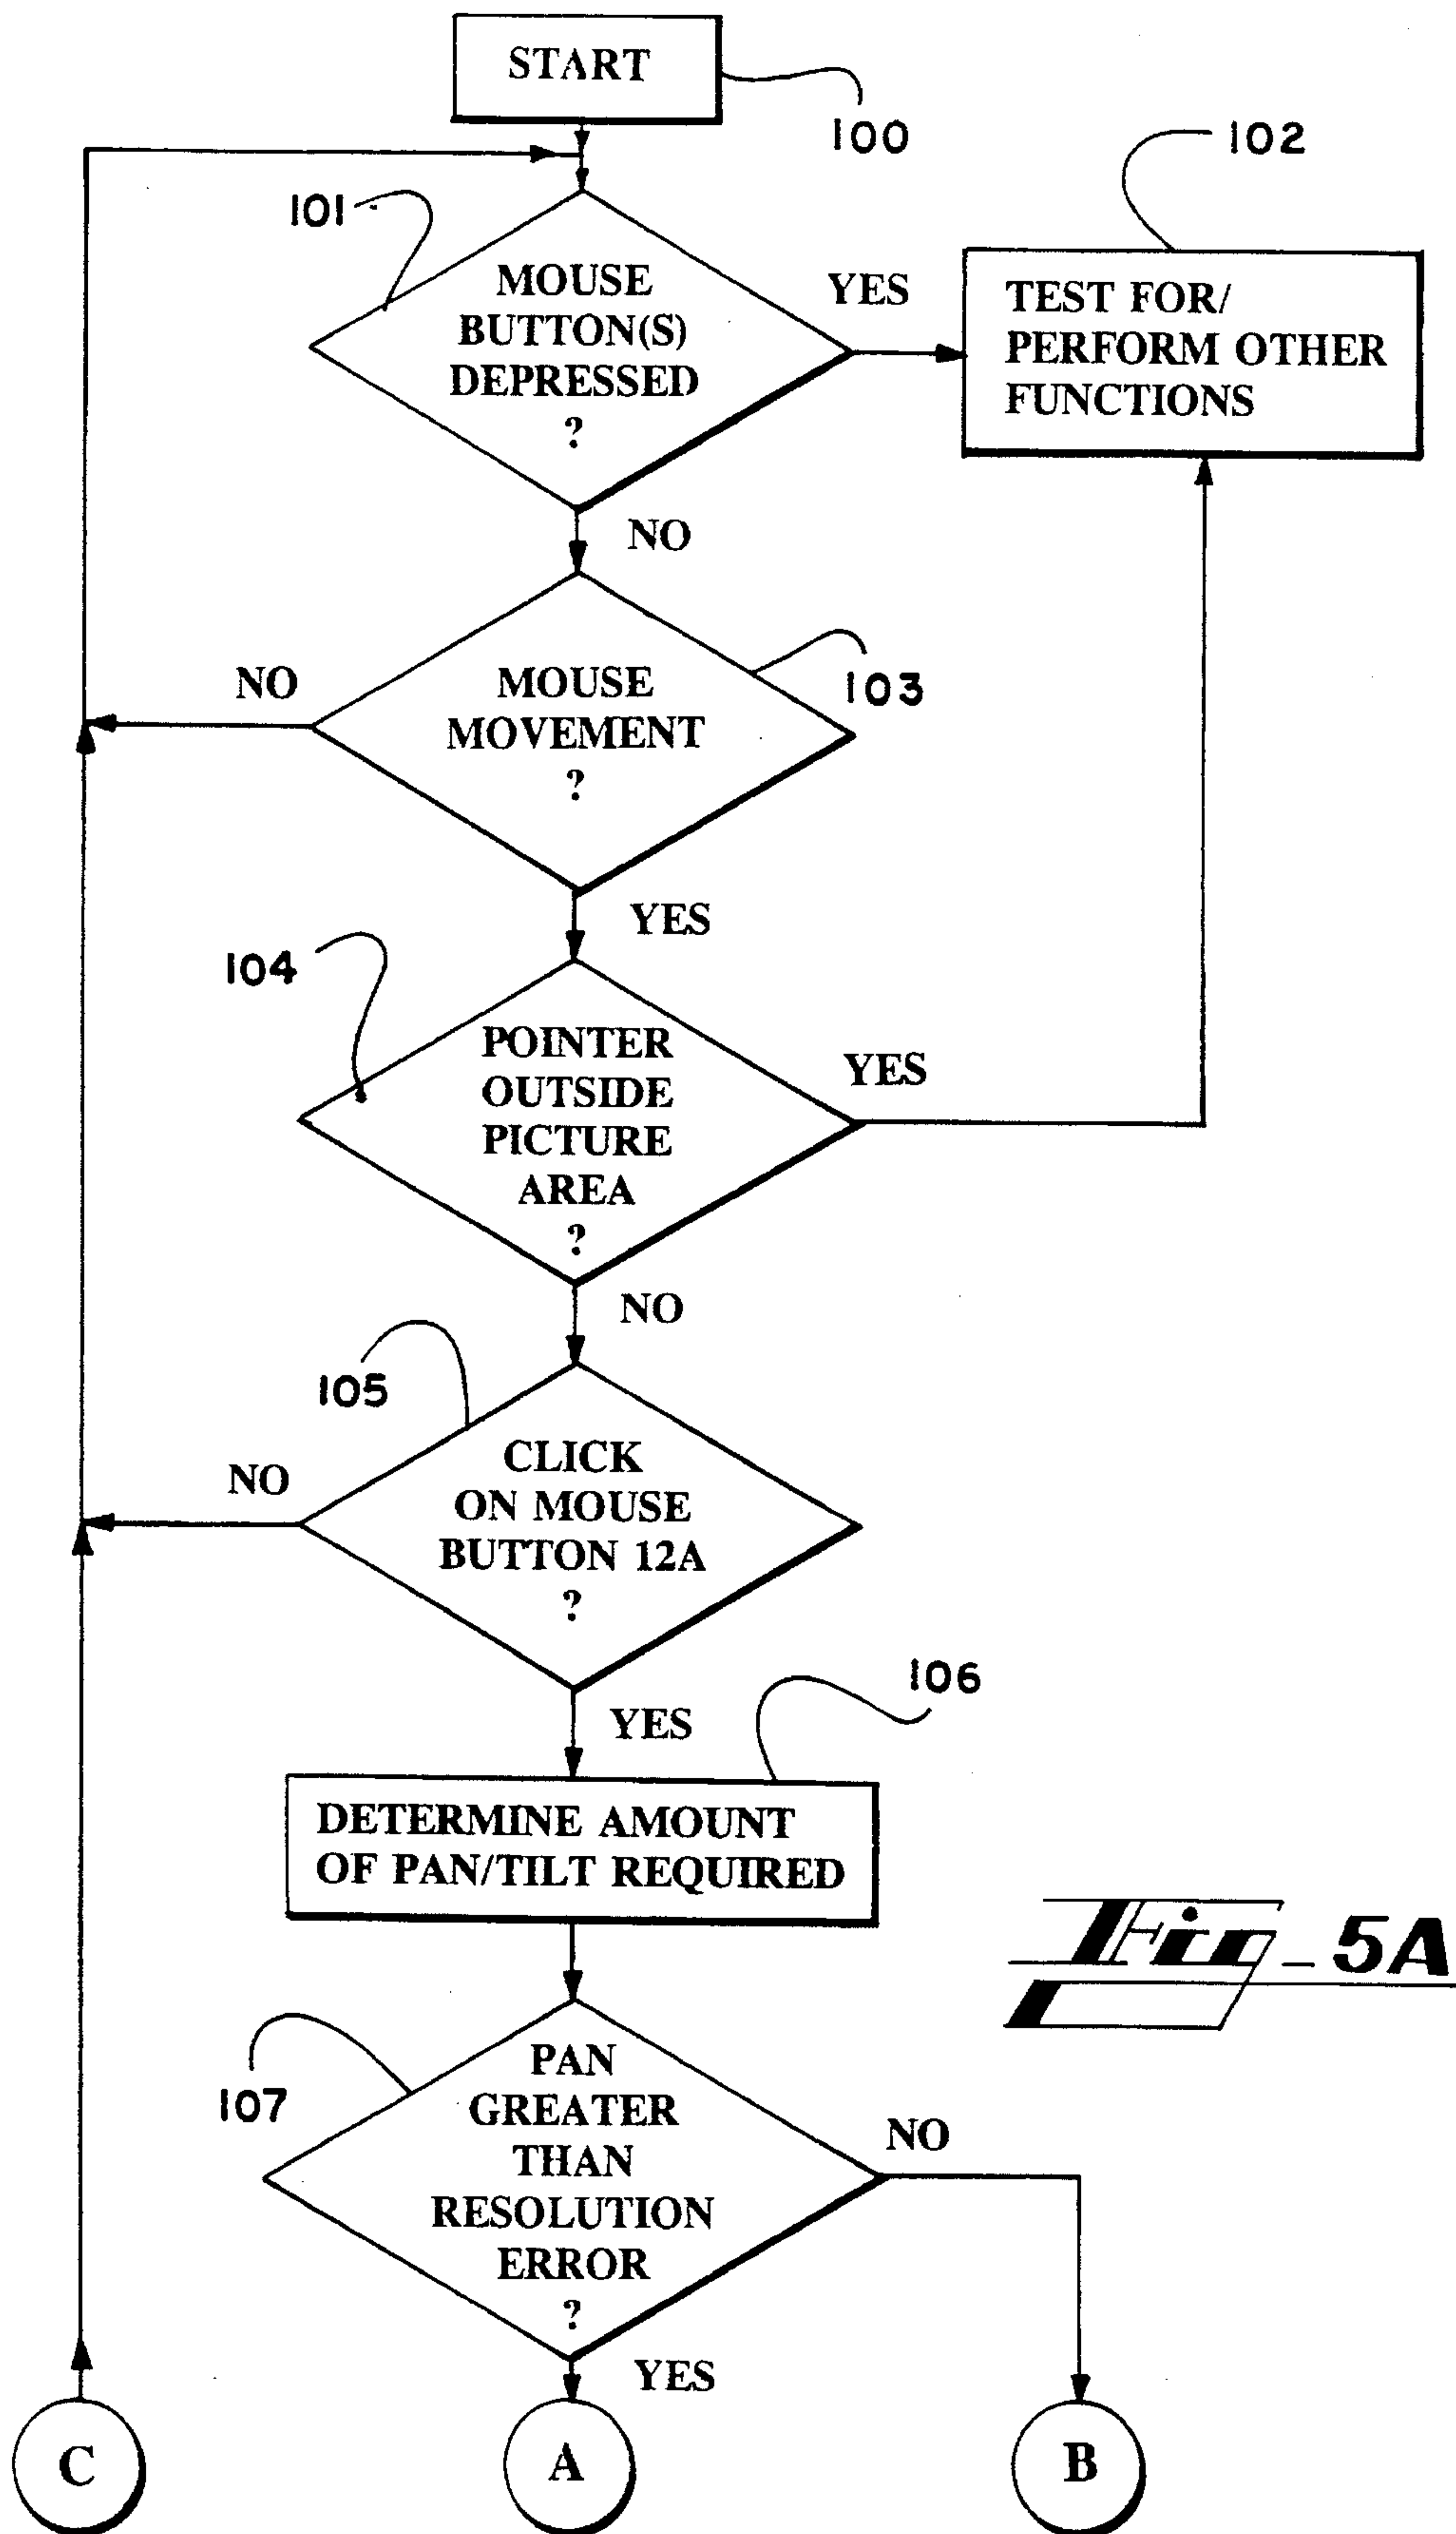 START
100
102
101
MOUSE
BUTTON(S)
DEPRESSED
?
YES
TEST FOR/
PERFORM OTHER
FUNCTIONS
NO
103
NO
MOUSE
MOVEMENT
?
YES
104
POINTER
OUTSIDE
PICTURE
AREA
?
YES
NO
105
NO
CLICK
ON MOUSE
BUTTON 12A
?
106
YES
DETERMINE AMOUNT
OF PAN/TILT REQUIRED
Fig_5A
107
PAN
GREATER
THAN
RESOLUTION
ERROR
?
NO
YES
C
A
B